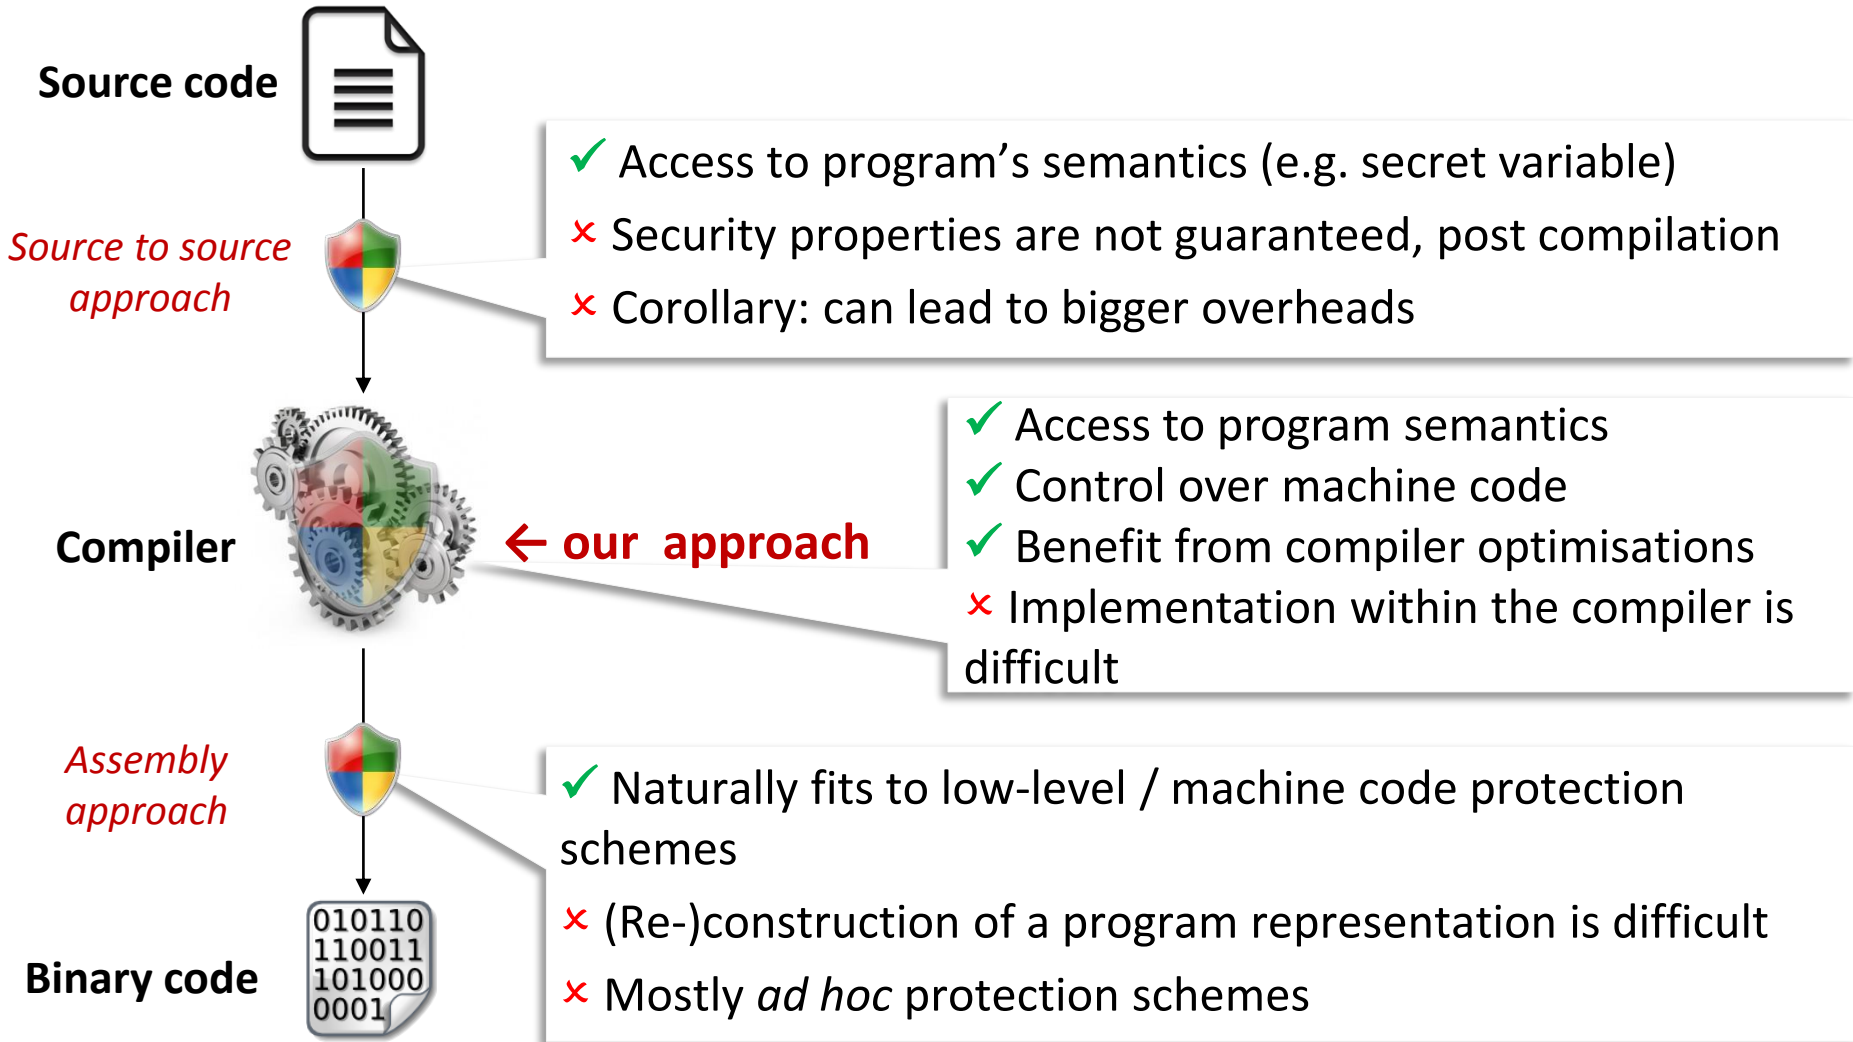 Source code
Source to source
approach
✓ Access to program’s semantics (e.g. secret variable)
× Security properties are not guaranteed, post compilation
× Corollary: can lead to bigger overheads
Compiler
← our approach
✓ Access to program semantics
✓ Control over machine code
✓ Benefit from compiler optimisations
× Implementation within the compiler is
difficult
Assembly
approach
✓ Naturally fits to low-level / machine code protection
schemes
× (Re-)construction of a program representation is difficult
× Mostly ad hoc protection schemes
Binary code
010110
110011
101000
0001